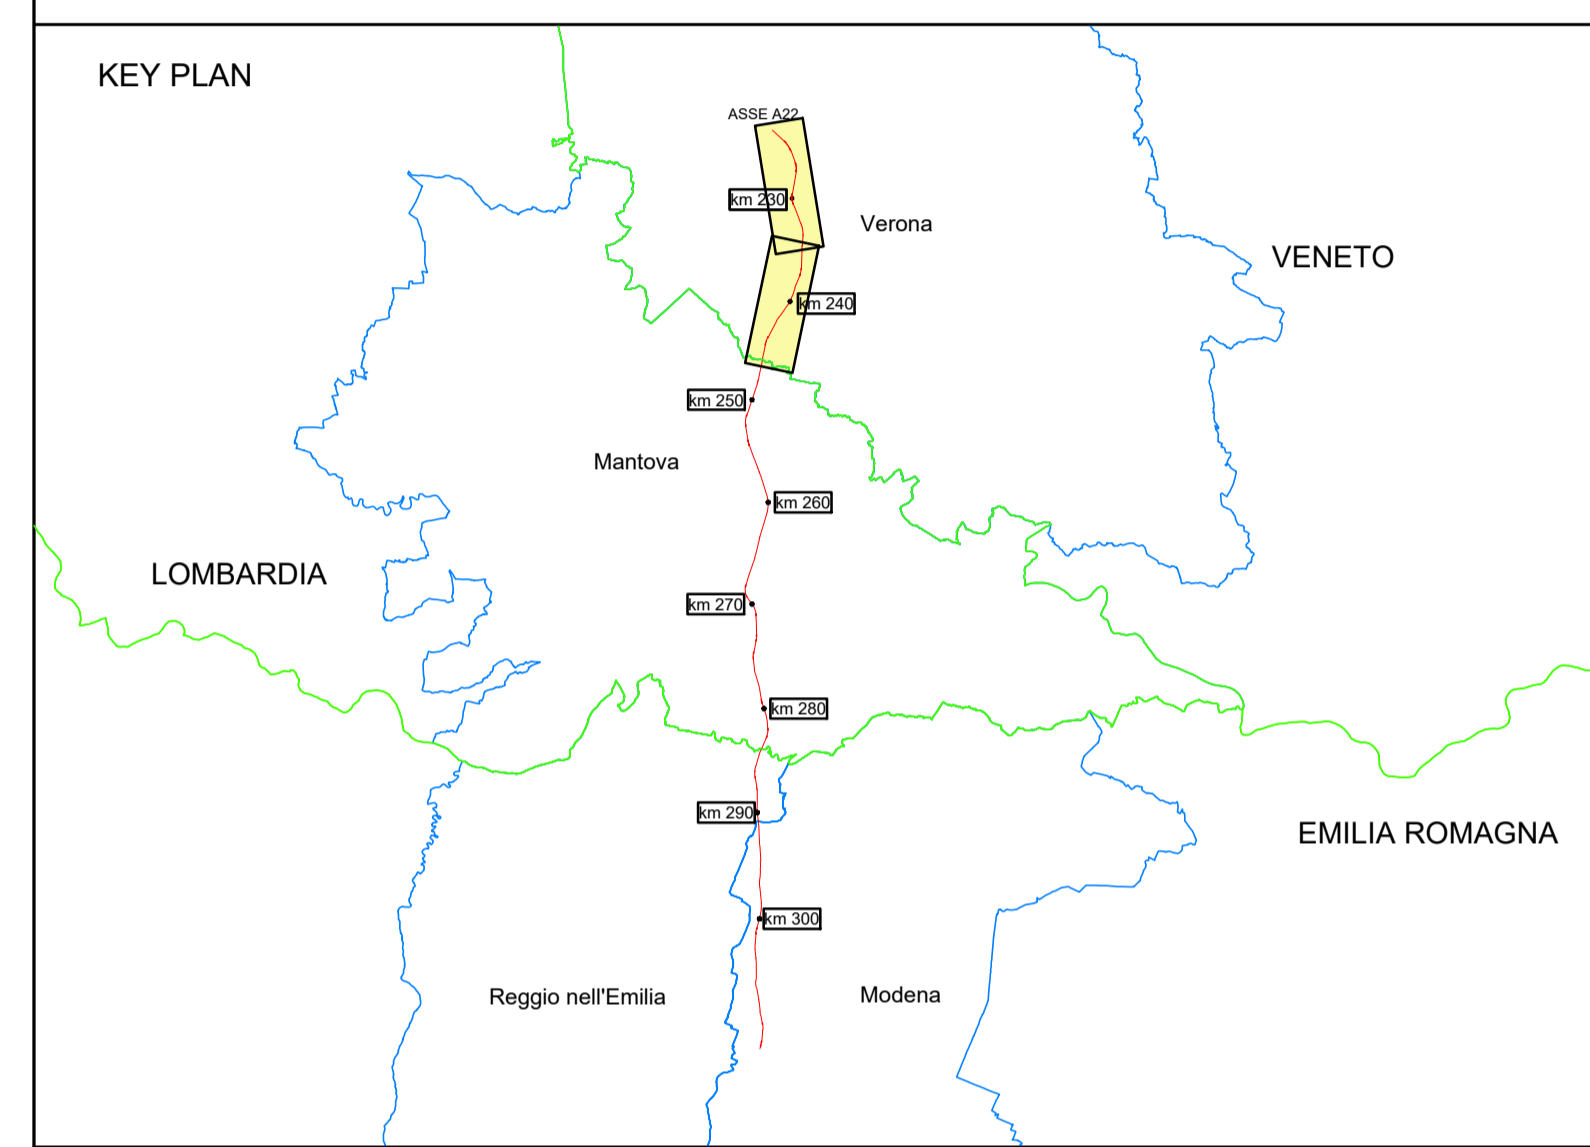 KEY PLAN
ASSE A22
km 230
Verona
VENETO
km 240
km 250
Mantova
km 260
LOMBARDIA
km 270
km 280
km 290
EMILIA ROMAGNA
km 300
Reggio nell'Emilia
Modena